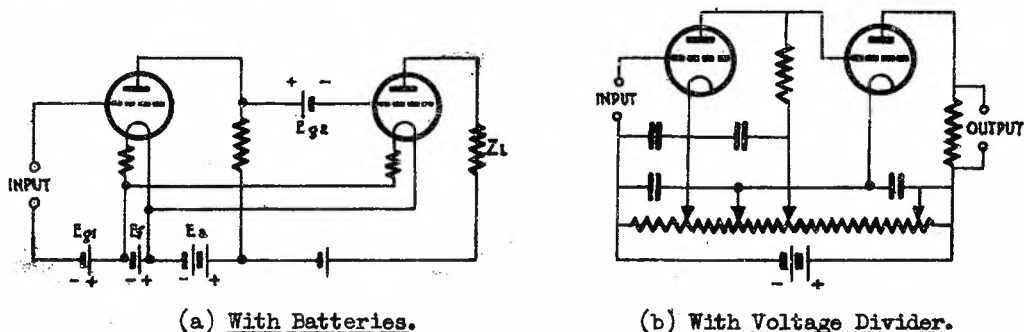 + -
Eg2
INPUT
ZL
Eg1
Ef
Ea
- +
- +
- +
(a) With Batteries.
INPUT
OUTPUT
- +
(b) With Voltage Divider.